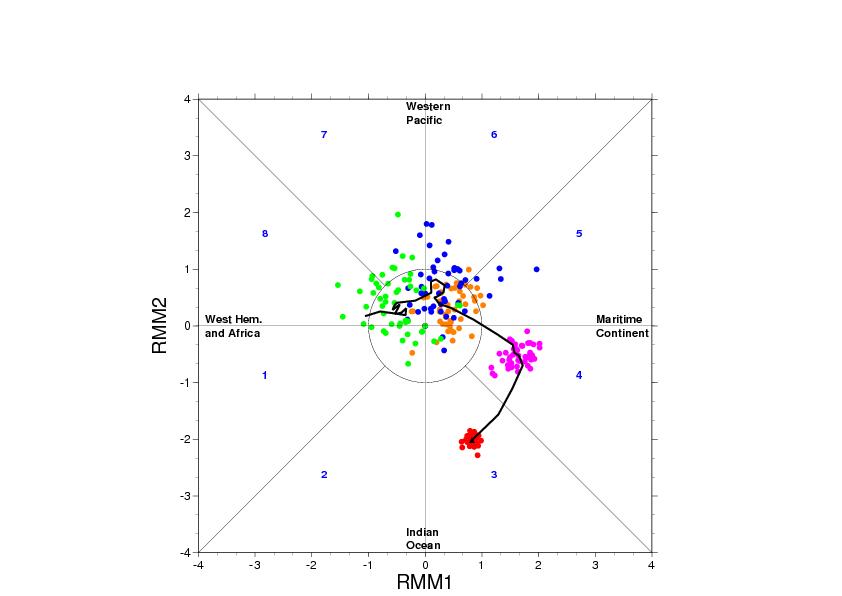 4
Western
Pacific
7
6
3
2
8
5
1
RMM2
0
West Hem.
and Africa
Maritime
Continent
1
4
-1
-2
2
3
-3
Indian
Ocean
-4
-4 -3 -2 -1 0 1 2 3 4
RMM1